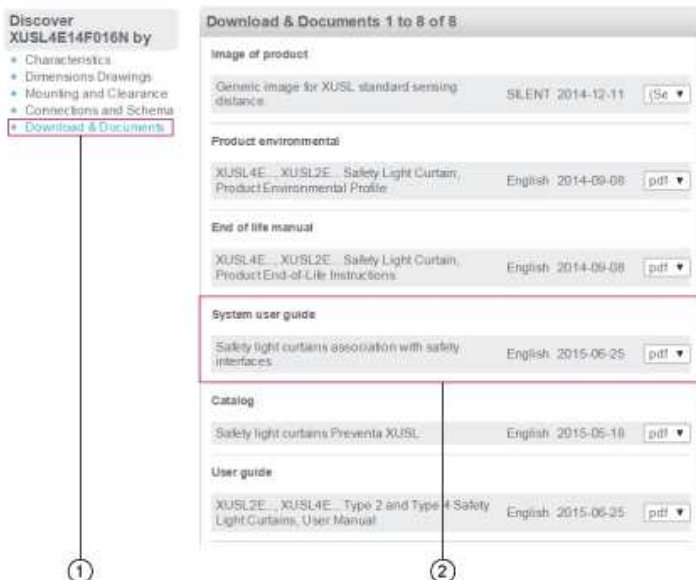 Discover
XUSL4E14F016N by
Characteristics
Dimensions Drawings
Mounting and Clearance
Connections and Schema
Download & Documents
Download & Documents 1 to 8 of 8
Image of product
Generic image for XUSL standard sensing
distance.
SILENT 2014-12-11 (Se ▼
Product environmental
XUSL4E..., XUSL2E... Safety Light Curtain,
Product Environmental Profile
English 2014-09-08 pdf ▼
End of life manual
XUSL4E..., XUSL2E... Safety Light Curtain,
Product End-of-Life Instructions
English 2014-09-08 pdf ▼
System user guide
Safety light curtains association with safety
interfaces
English 2015-06-25 pdf ▼
Catalog
Safety light curtains Preventa XUSL
English 2015-05-18 pdf ▼
User guide
XUSL2E..., XUSL4E... Type 2 and Type 4 Safety
Light Curtains, User Manual
English 2015-06-25 pdf ▼
1
2